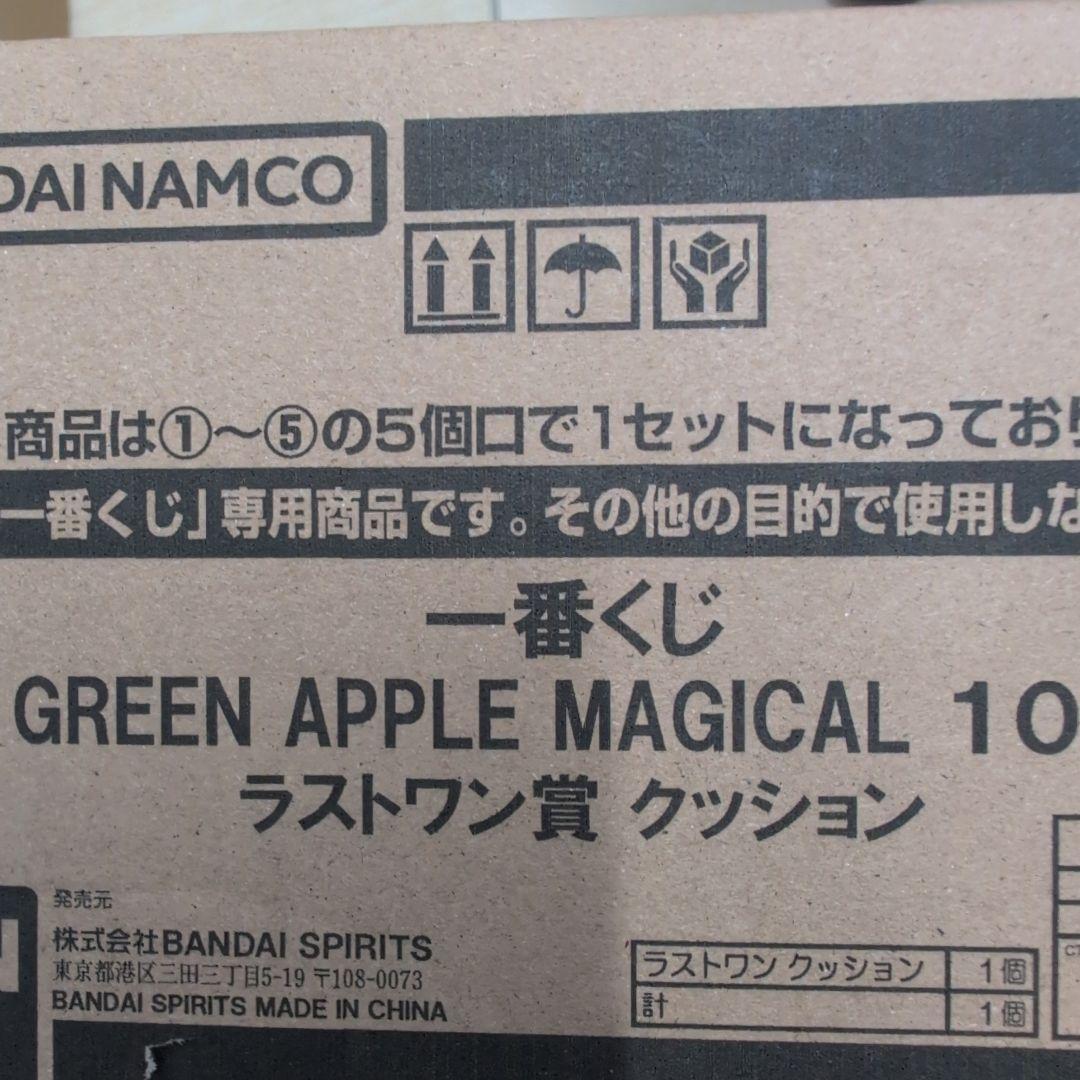 DAI NAMCO
商品は①～⑤の5個口で1セットになっており
一番くじ」専用商品です。その他の目的で使用しな
一番くじ
GREEN APPLE MAGICAL 10
ラストワン賞 クッション
発売元
株式会社BANDAI SPIRITS
東京都港区三田三丁目5-19 〒108-0073
BANDAI SPIRITS MADE IN CHINA
ラストワン クッション 1個
計 1個